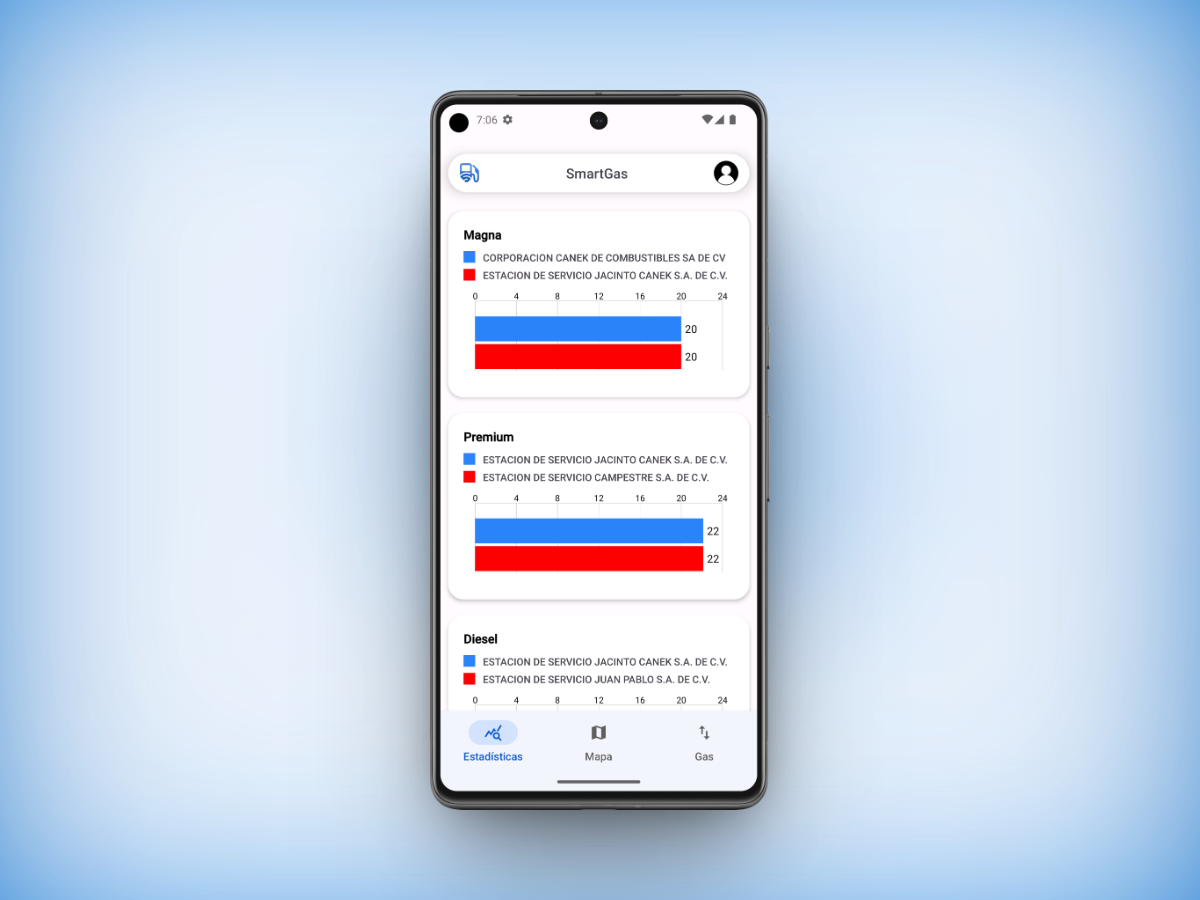 7:06
SmartGas
Magna
CORPORACION CANEK DE COMBUSTIBLES SA DE CV
ESTACION DE SERVICIO JACINTO CANEK S.A. DE C.V.
0 4 8 12 16 20 24
20
20
Premium
ESTACION DE SERVICIO JACINTO CANEK S.A. DE C.V.
ESTACION DE SERVICIO CAMPESTRE S.A. DE C.V.
0 4 8 12 16 20 24
22
22
Diesel
ESTACION DE SERVICIO JACINTO CANEK S.A. DE C.V.
ESTACION DE SERVICIO JUAN PABLO S.A. DE C.V.
0 4 8 12 16 20 24
Estadísticas Mapa Gas